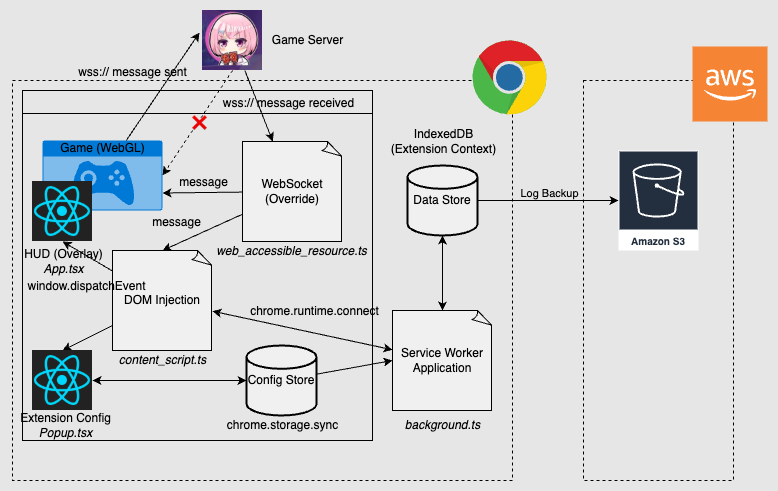 Game Server
wss:// message sent
wss:// message received
aws
Game (WebGL)
IndexedDB
(Extension Context)
WebSocket
(Override)
message
message
Data Store
Log Backup
Amazon S3
web_accessible_resource.ts
HUD (Overlay)
App.tsx
window.dispatchEvent
DOM Injection
chrome.runtime.connect
content_script.ts
Service Worker
Application
Config Store
Extension Config
Popup.tsx
chrome.storage.sync
background.ts